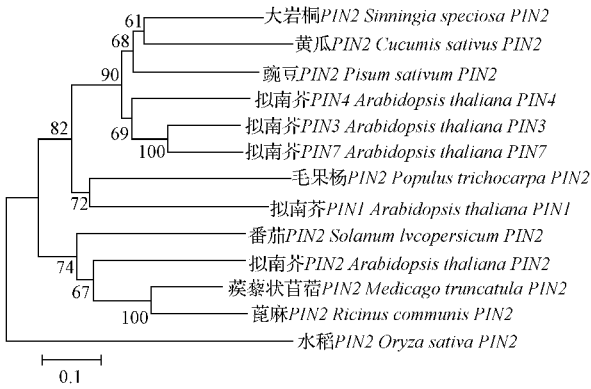 大岩桐PIN2 Sinningia speciosa PIN2
黄瓜PIN2 Cucumis sativus PIN2
豌豆PIN2 Pisum sativum PIN2
拟南芥PIN4 Arabidopsis thaliana PIN4
拟南芥PIN3 Arabidopsis thaliana PIN3
拟南芥PIN7 Arabidopsis thaliana PIN7
毛果杨PIN2 Populus trichocarpa PIN2
拟南芥PIN1 Arabidopsis thaliana PIN1
番茄PIN2 Solanum lvcopersicum PIN2
拟南芥PIN2 Arabidopsis thaliana PIN2
蒺藜状苜蓿PIN2 Medicago truncatula PIN2
蓖麻PIN2 Ricinus communis PIN2
水稻PIN2 Oryza sativa PIN2
61
68
90
69
100
82
72
74
67
100
0.1